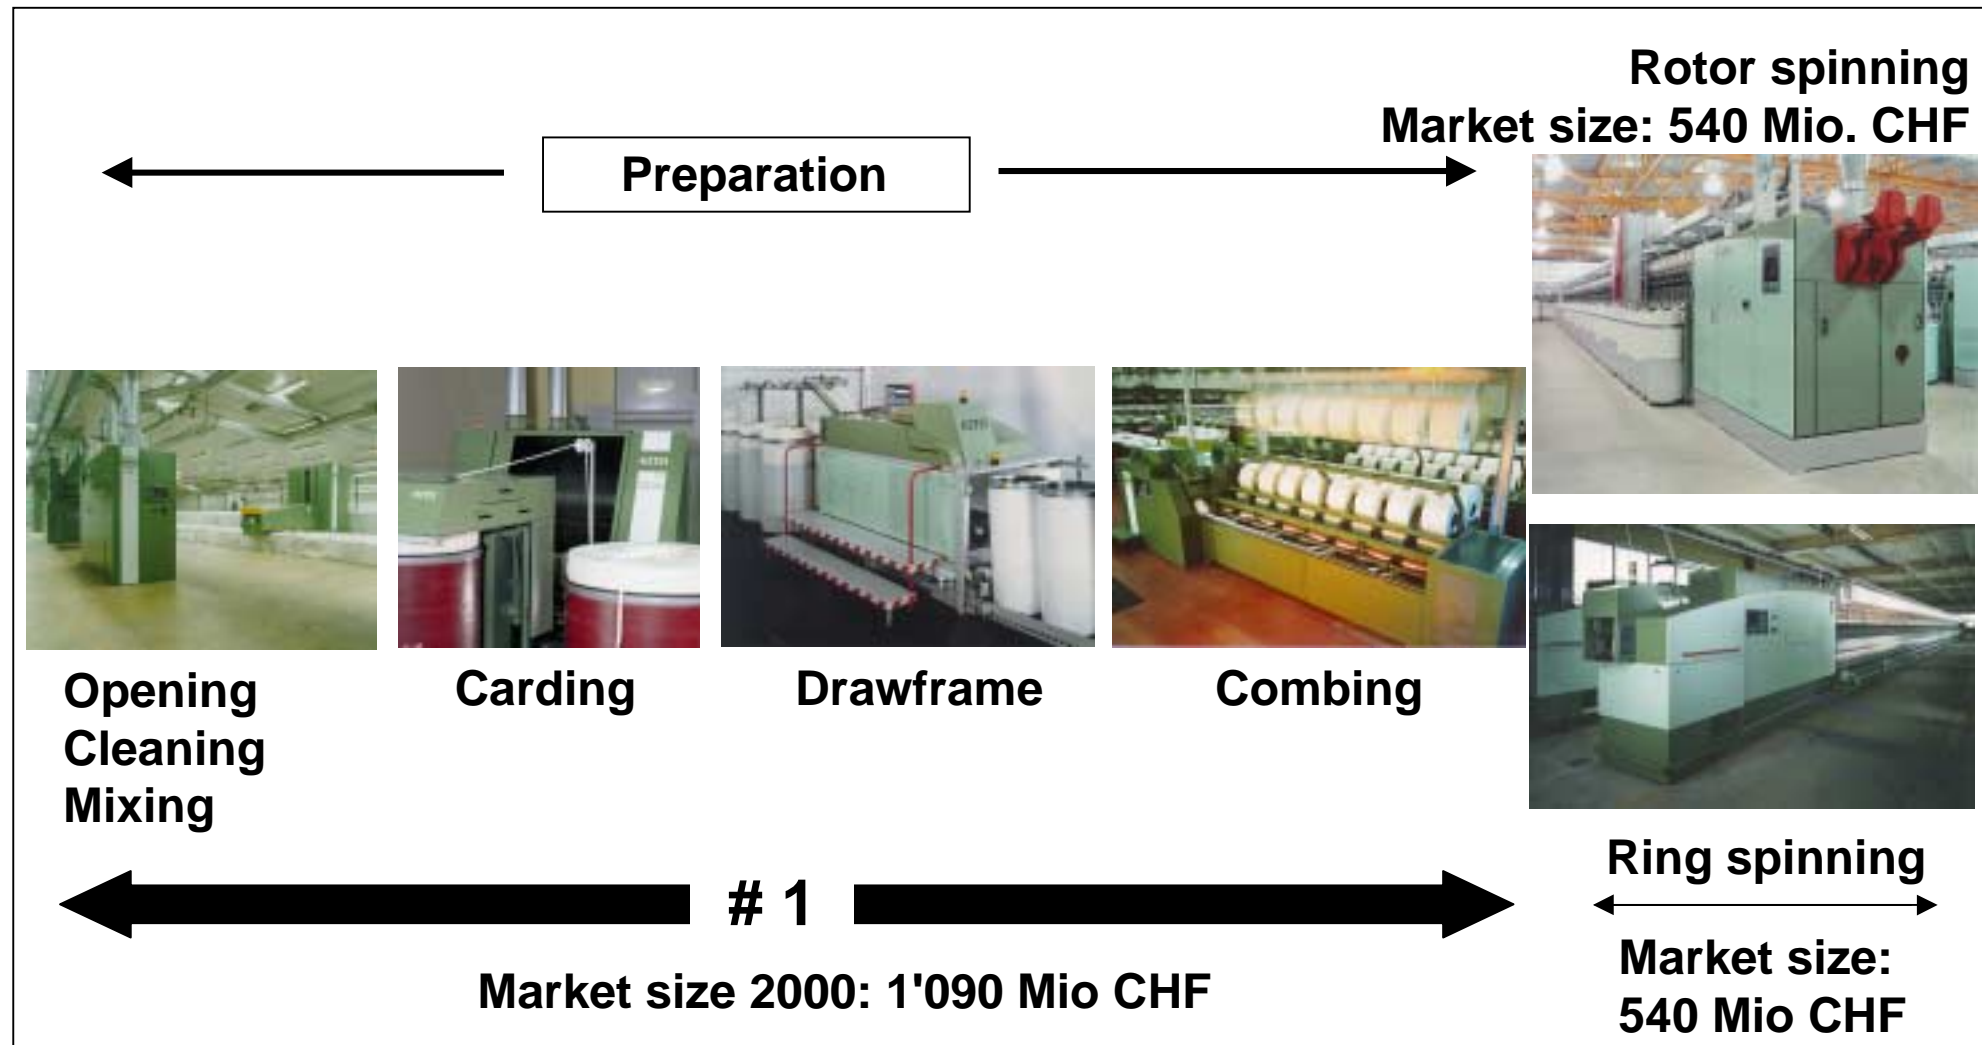 Rotor spinning
Market size: 540 Mio. CHF
Preparation
Opening
Cleaning
Mixing
Carding
Drawframe
Combing
Ring spinning
# 1
Market size 2000: 1'090 Mio CHF
Market size:
540 Mio CHF